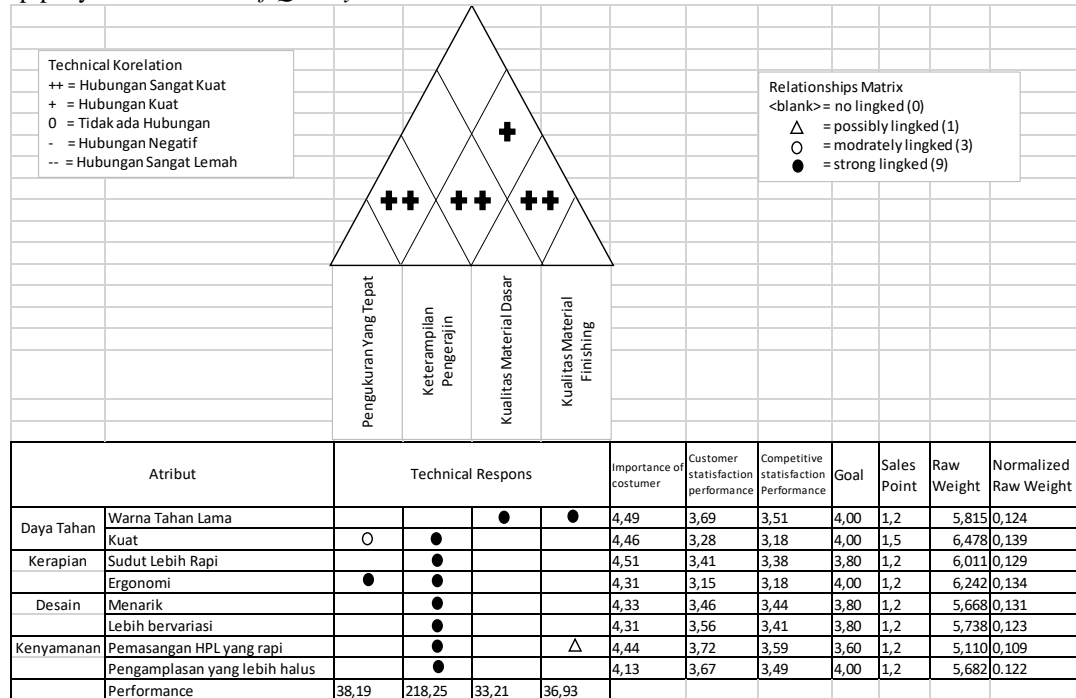 Technical Korelation
++ = Hubungan Sangat Kuat
+ = Hubungan Kuat
0 = Tidak ada Hubungan
- = Hubungan Negatif
-- = Hubungan Sangat Lemah
Relationships Matrix
<blank>= no lingked (0)
△ = possibly lingked (1)
○ = modrately lingked (3)
● = strong lingked (9)
+
++ ++ ++
Pengukuran Yang Tepat
Keterampilan
Pengerajin
Kualitas Material Dasar
Kualitas Material
Finishing
Atribut Technical Respons Importance of costumer Customer statisfaction performance Competitive statisfaction Performance Goal Sales Point Raw Weight Normalized Raw Weight
Daya Tahan Warna Tahan Lama ● ● 4,49 3,69 3,51 4,00 1,2 5,815 0,124
Kuat ○ ● 4,46 3,28 3,18 4,00 1,5 6,478 0,139
Kerapian Sudut Lebih Rapi ● 4,51 3,41 3,38 3,80 1,2 6,011 0,129
Ergonomi ● ● 4,31 3,15 3,18 4,00 1,2 6,242 0,134
Desain Menarik ● 4,33 3,46 3,44 3,80 1,2 5,668 0,131
Lebih bervariasi ● 4,31 3,56 3,41 3,80 1,2 5,738 0,123
Kenyamanan Pemasangan HPL yang rapi ● △ 4,44 3,72 3,59 3,60 1,2 5,110 0,109
Pengamplasan yang lebih halus ● 4,13 3,67 3,49 4,00 1,2 5,682 0.122
Performance 38,19 218,25 33,21 36,93